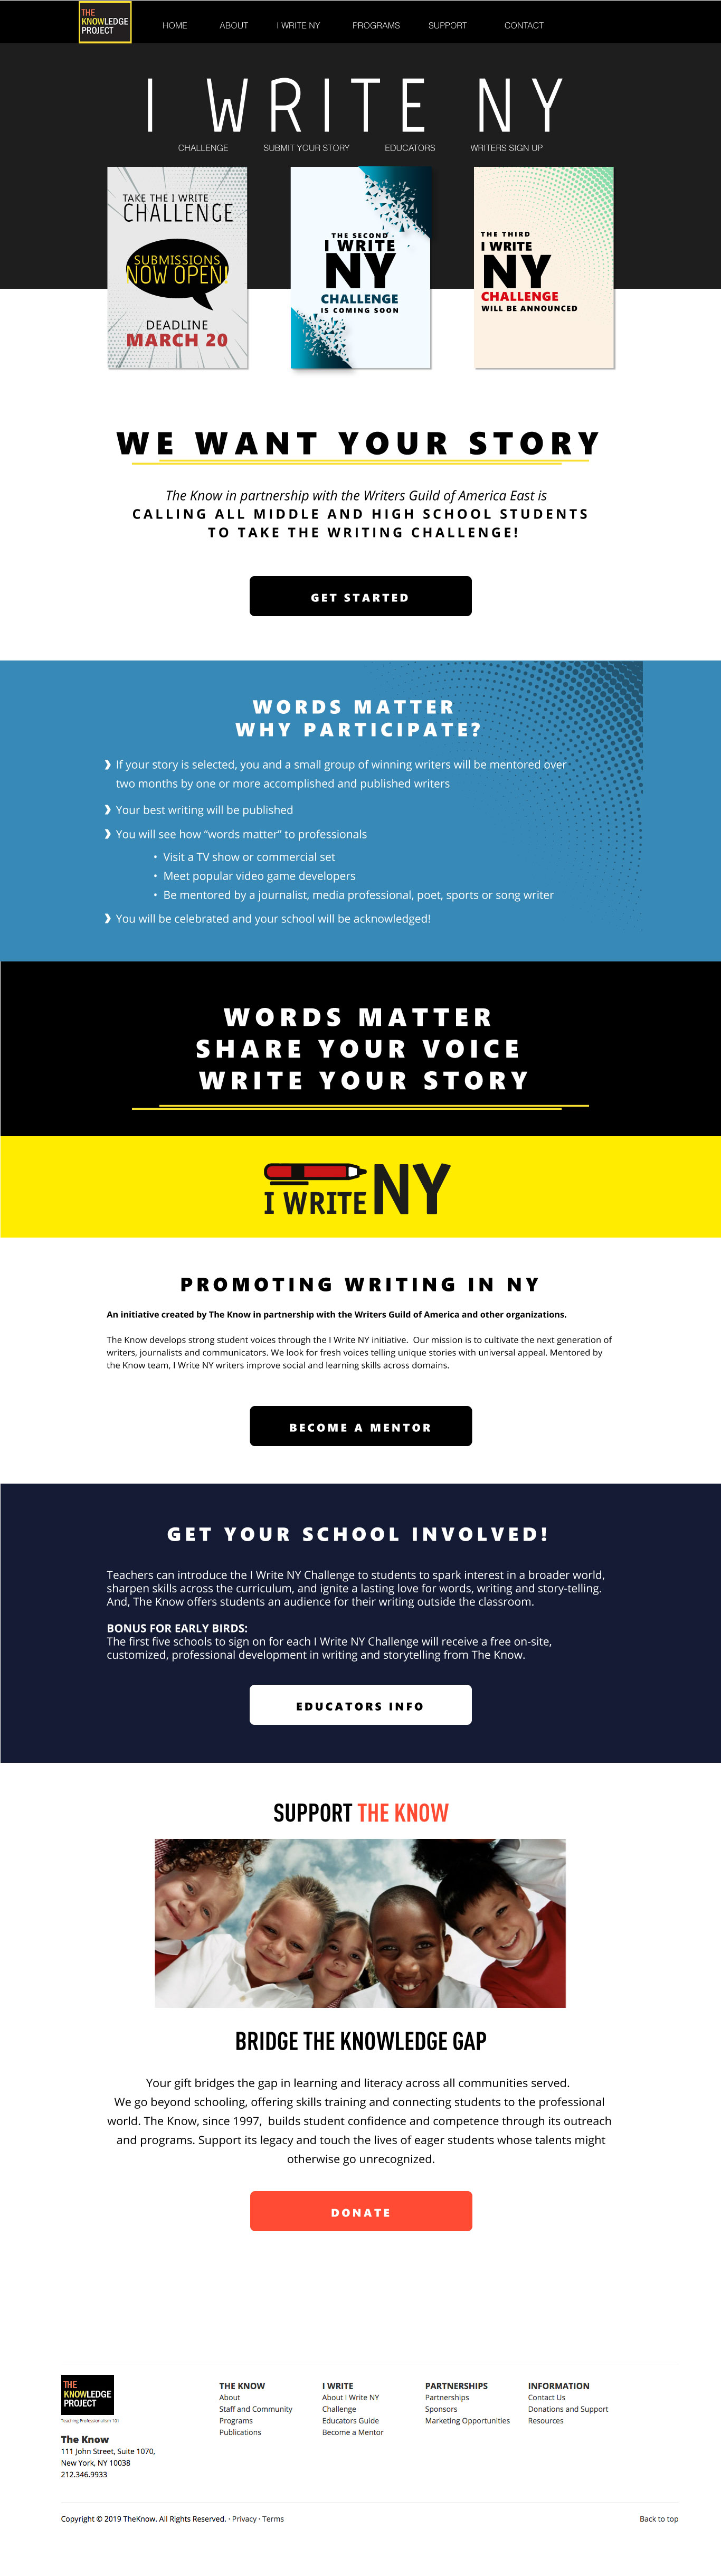 THE
KNOWLEDGE
PROJECT
HOME ABOUT I WRITE NY PROGRAMS SUPPORT CONTACT
I WRITE NY
CHALLENGE SUBMIT YOUR STORY EDUCATORS WRITERS SIGN UP
TAKE THE I WRITE
CHALLENGE
SUBMISSIONS
NOW OPEN!
DEADLINE
MARCH 20
THE SECOND
I WRITE
NY
CHALLENGE
IS COMING SOON
THE THIRD
I WRITE
NY
CHALLENGE
WILL BE ANNOUNCED
WE WANT YOUR STORY
The Know in partnership with the Writers Guild of America East is
CALLING ALL MIDDLE AND HIGH SCHOOL STUDENTS
TO TAKE THE WRITING CHALLENGE!
GET STARTED
WORDS MATTER
WHY PARTICIPATE?
❱ If your story is selected, you and a small group of winning writers will be mentored over
two months by one or more accomplished and published writers
❱ Your best writing will be published
❱ You will see how “words matter” to professionals
• Visit a TV show or commercial set
• Meet popular video game developers
• Be mentored by a journalist, media professional, poet, sports or song writer
❱ You will be celebrated and your school will be acknowledged!
WORDS MATTER
SHARE YOUR VOICE
WRITE YOUR STORY
I WRITE NY
PROMOTING WRITING IN NY
An initiative created by The Know in partnership with the Writers Guild of America and other organizations.
The Know develops strong student voices through the I Write NY initiative. Our mission is to cultivate the next generation of
writers, journalists and communicators. We look for fresh voices telling unique stories with universal appeal. Mentored by
the Know team, I Write NY writers improve social and learning skills across domains.
BECOME A MENTOR
GET YOUR SCHOOL INVOLVED!
Teachers can introduce the I Write NY Challenge to students to spark interest in a broader world,
sharpen skills across the curriculum, and ignite a lasting love for words, writing and story-telling.
And, The Know offers students an audience for their writing outside the classroom.
BONUS FOR EARLY BIRDS:
The first five schools to sign on for each I Write NY Challenge will receive a free on-site,
customized, professional development in writing and storytelling from The Know.
EDUCATORS INFO
SUPPORT THE KNOW
BRIDGE THE KNOWLEDGE GAP
Your gift bridges the gap in learning and literacy across all communities served.
We go beyond schooling, offering skills training and connecting students to the professional
world. The Know, since 1997, builds student confidence and competence through its outreach
and programs. Support its legacy and touch the lives of eager students whose talents might
otherwise go unrecognized.
DONATE
THE
KNOWLEDGE
PROJECT
Teaching Professionalism 101
The Know
111 John Street, Suite 1070,
New York, NY 10038
212.346.9933
THE KNOW
About
Staff and Community
Programs
Publications
I WRITE
About I Write NY
Challenge
Educators Guide
Become a Mentor
PARTNERSHIPS
Partnerships
Sponsors
Marketing Opportunities
INFORMATION
Contact Us
Donations and Support
Resources
Copyright © 2019 TheKnow. All Rights Reserved. · Privacy · Terms
Back to top